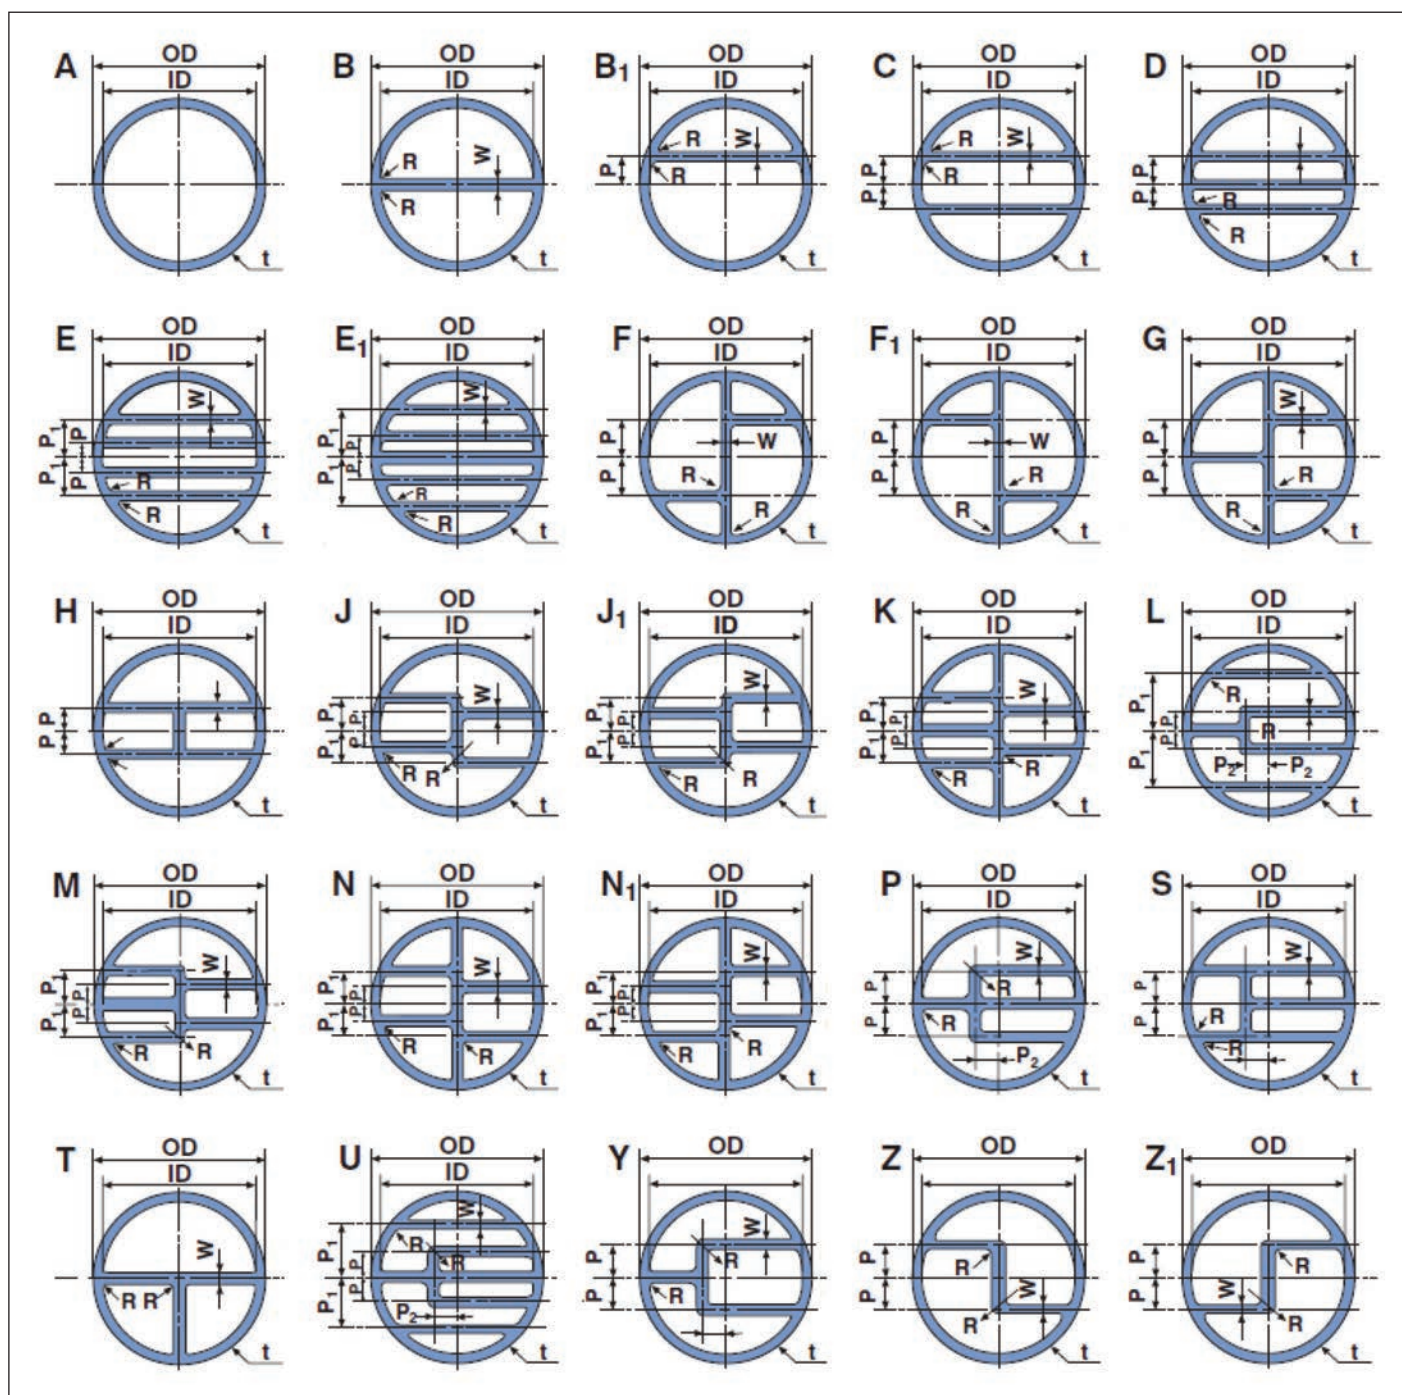 A OD B OD B1 OD C OD D OD
ID ID ID ID ID
R W R W R W
P R P R P R P
R P P R
R
t t t t t
E OD E1 OD F OD F1 OD G OD
ID ID ID ID ID
W W W
P1 P P1 P P P P
W W
P1 P P1 P P R P R P R
R R
R R R R R
t t t t t
H OD J OD J1 OD K OD L OD
ID ID ID ID ID
W W W
P P1 P P1 P P1 P P1 P R
P P1 P P1 P P1 P P1 P R
R R R R R R P2 P2
t t t t t
M OD N OD N1 OD P OD S OD
ID ID ID ID ID
W W W W W
P1 P P1 P P1 P P R P
P1 P P1 P P1 P P R P R
R R R R R R P2 R
t t t t t
T OD U OD Y OD Z OD Z1 OD
ID ID
W W W
P1 P R R P R P R P R
R R P1 P P R P W P W
P2 R R
t t t t